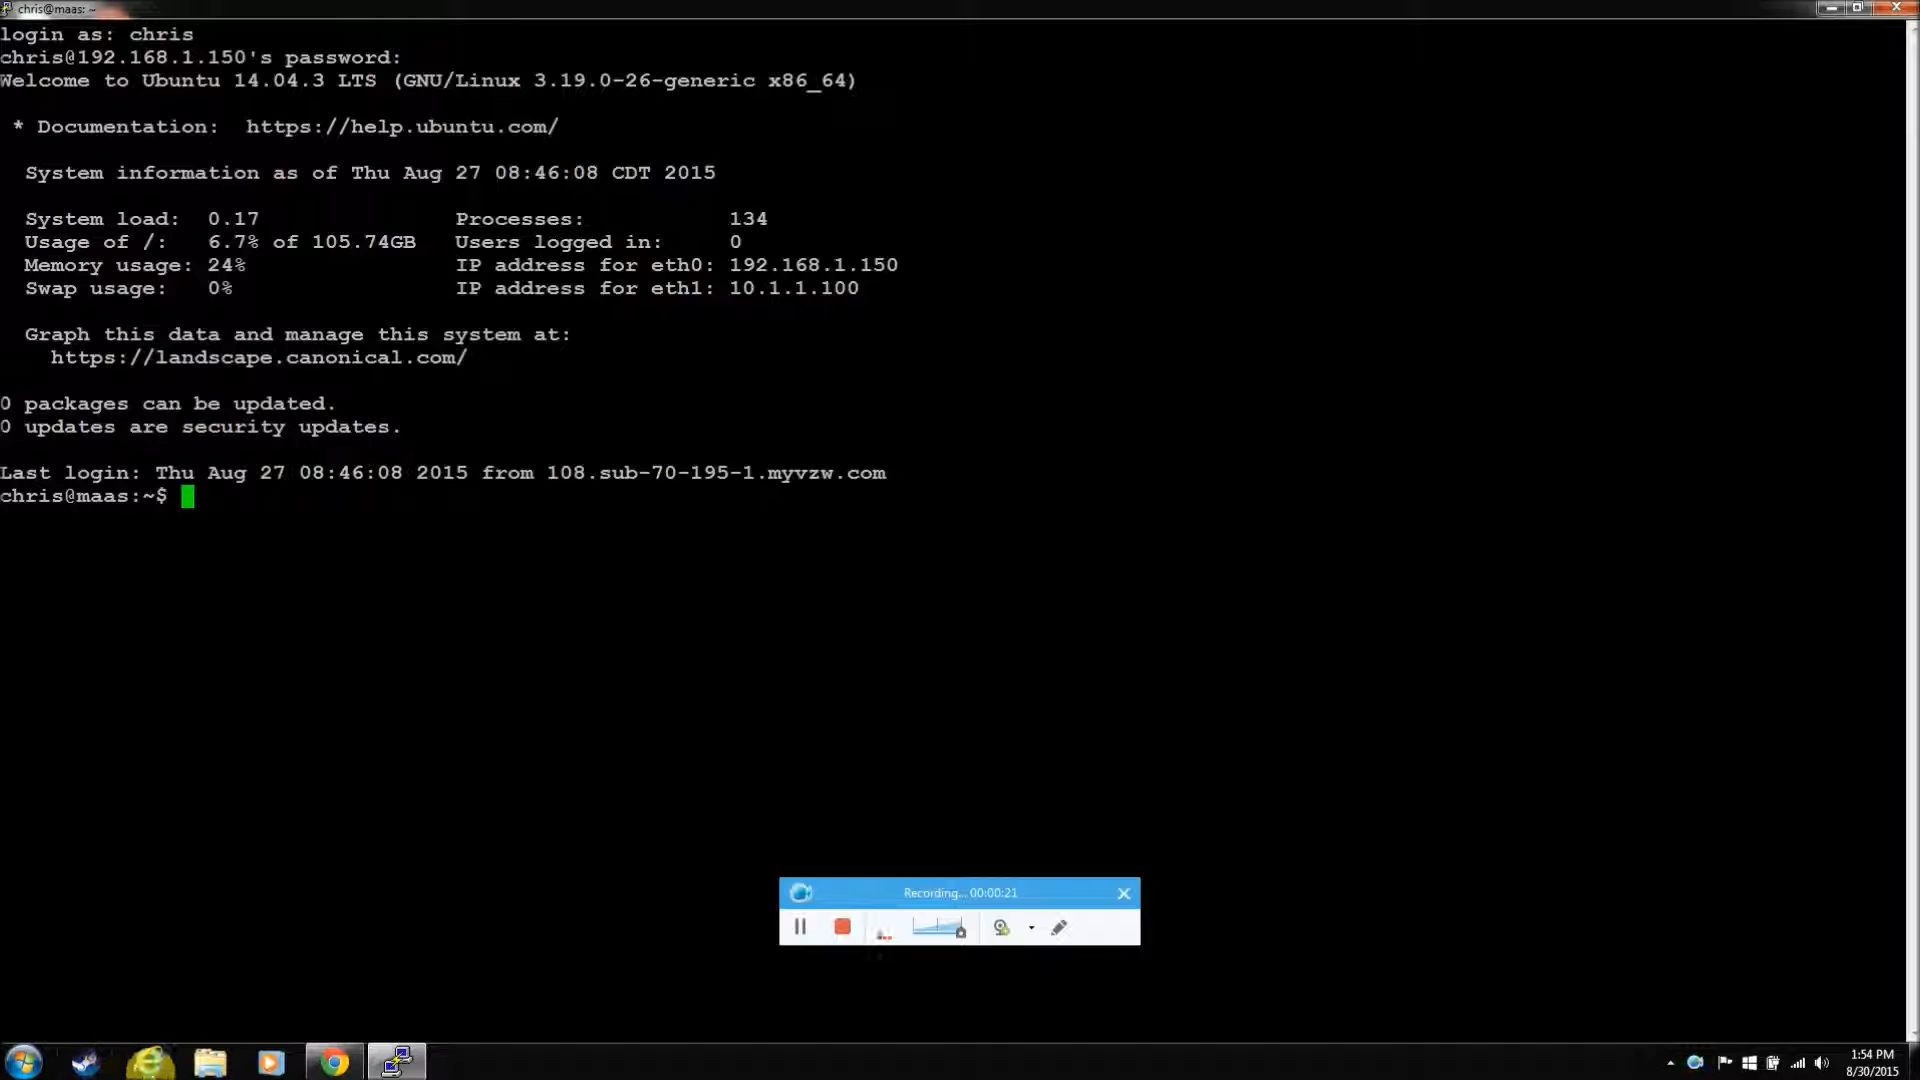 chris@maas: ~
login as: chris
chris@192.168.1.150's password:
Welcome to Ubuntu 14.04.3 LTS (GNU/Linux 3.19.0-26-generic x86_64)
* Documentation:  https://help.ubuntu.com/
System information as of Thu Aug 27 08:46:08 CDT 2015
System load:  0.17               Processes:           134
Usage of /:   6.7% of 105.74GB   Users logged in:     0
Memory usage: 24%                IP address for eth0: 192.168.1.150
Swap usage:   0%                 IP address for eth1: 10.1.1.100
Graph this data and manage this system at:
https://landscape.canonical.com/
0 packages can be updated.
0 updates are security updates.
Last login: Thu Aug 27 08:46:08 2015 from 108.sub-70-195-1.myvzw.com
chris@maas:~$
Recording... 00:00:21
1:54 PM
8/30/2015